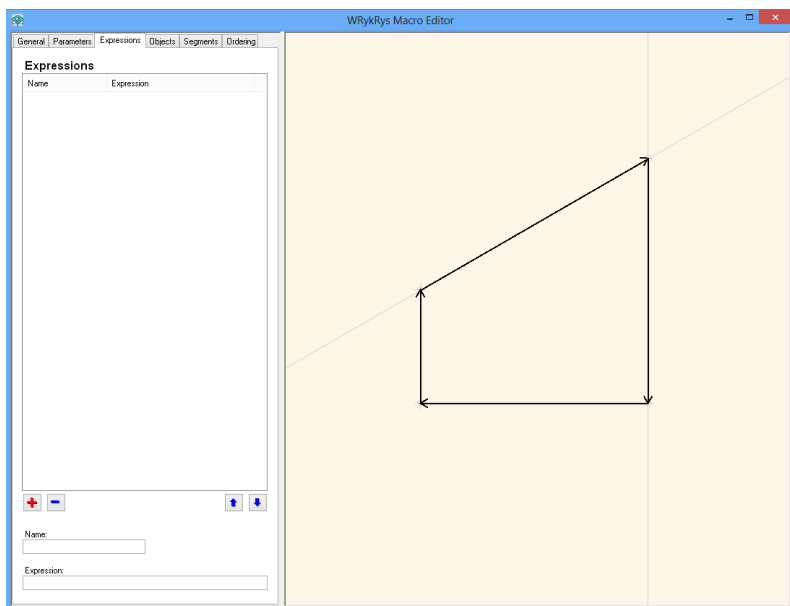 WRykRys Macro Editor
General Parameters Expressions Objects Segments Ordering
Expressions
Name Expression
Name:
Expression: